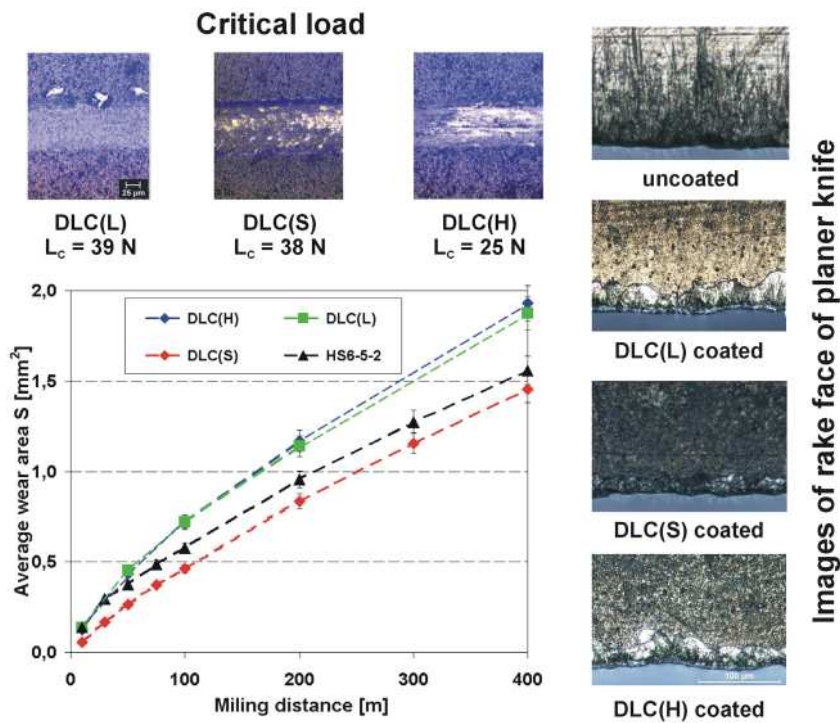 Critical load
25 µm
DLC(L)
Lc = 39 N
DLC(S)
Lc = 38 N
DLC(H)
Lc = 25 N
2,0
1,5
1,0
0,5
0,0
Average wear area S [mm²]
DLC(H)
DLC(L)
DLC(S)
HS6-5-2
0
100
200
300
400
Miling distance [m]
uncoated
DLC(L) coated
DLC(S) coated
100 µm
DLC(H) coated
Images of rake face of planer knife